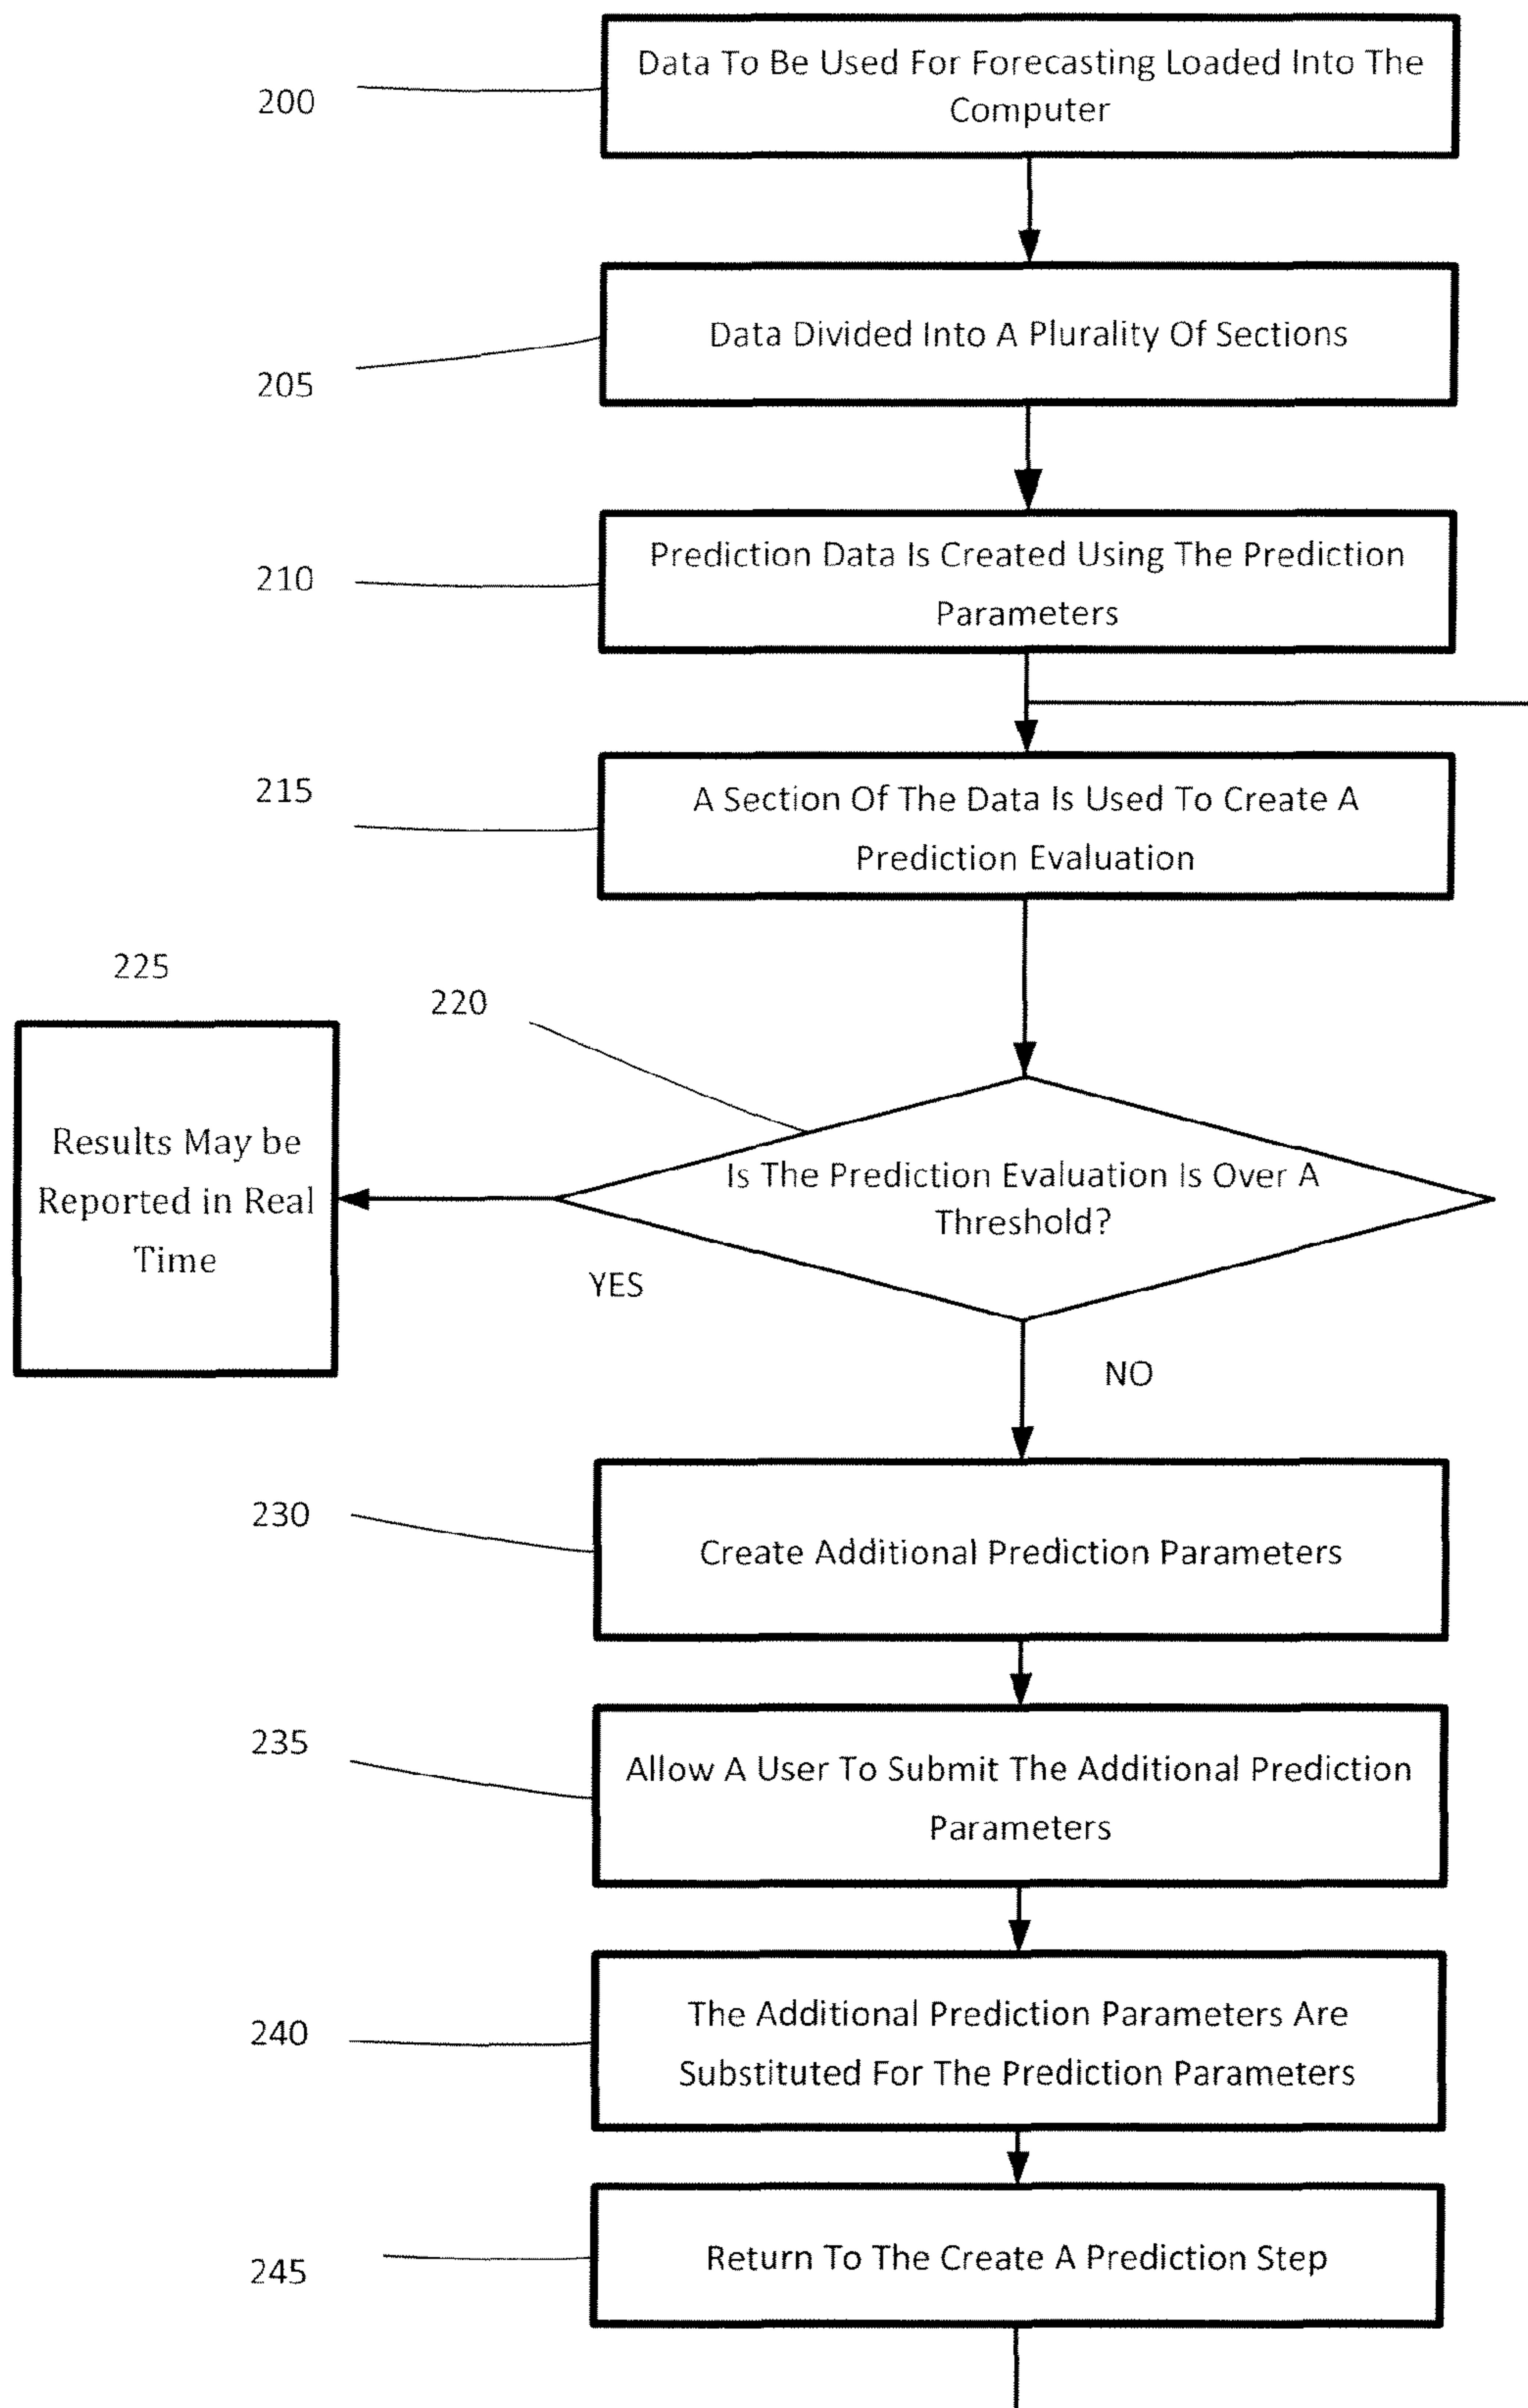 Data To Be Used For Forecasting Loaded Into The
Computer
200
Data Divided Into A Plurality Of Sections
205
Prediction Data Is Created Using The Prediction
Parameters
210
215
A Section Of The Data Is Used To Create A
Prediction Evaluation
225
220
Results May be
Reported in Real
Time
Is The Prediction Evaluation Is Over A
Threshold?
YES
NO
230
Create Additional Prediction Parameters
235
Allow A User To Submit The Additional Prediction
Parameters
240
The Additional Prediction Parameters Are
Substituted For The Prediction Parameters
245
Return To The Create A Prediction Step